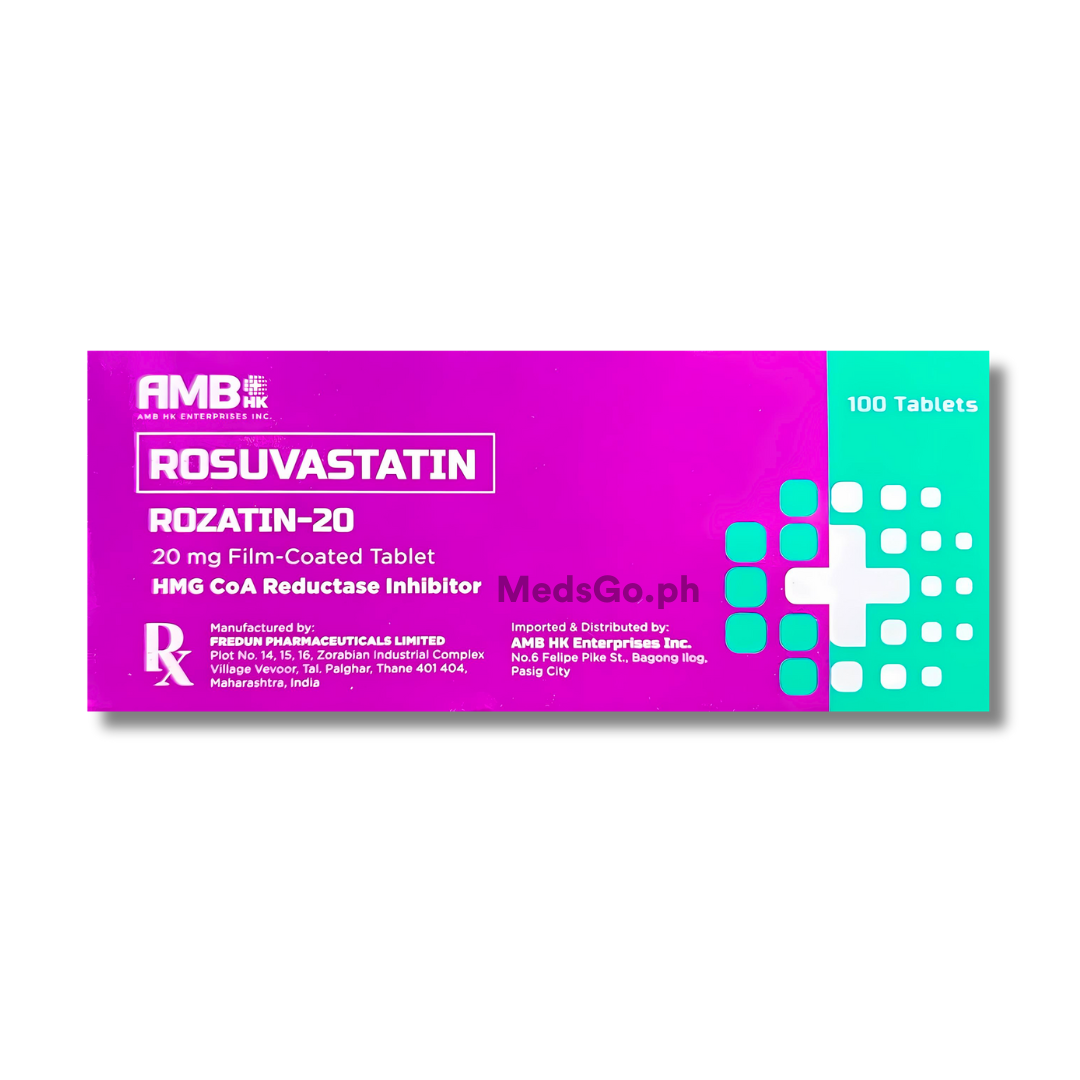 AMB HK
AMB HK ENTERPRISES INC.
100 Tablets
ROSUVASTATIN
ROZATIN-20
20 mg Film-Coated Tablet
HMG CoA Reductase Inhibitor
MedsGo.ph
Rx
Manufactured by:
FREDUN PHARMACEUTICALS LIMITED
Plot No. 14, 15, 16, Zorabian Industrial Complex
Village Vevoor, Tal. Palghar, Thane 401 404,
Maharashtra, India
Imported & Distributed by:
AMB HK Enterprises Inc.
No.6 Felipe Pike St., Bagong Ilog,
Pasig City